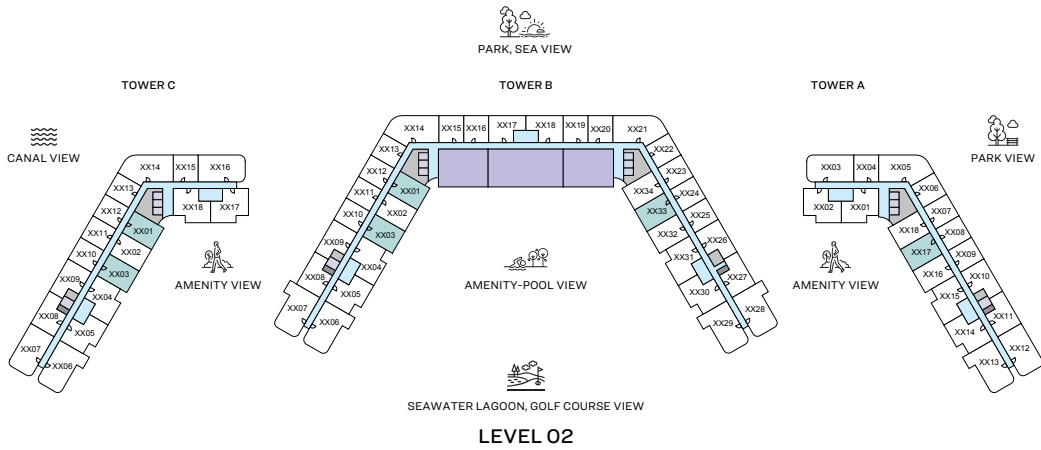 PARK, SEA VIEW
TOWER C
TOWER B
TOWER A
CANAL VIEW
PARK VIEW
XX14
XX15
XX16
XX13
XX12
XX11
XX10
XX09
XX08
XX07
XX06
XX05
XX04
XX03
XX02
XX01
XX18
XX17
AMENITY VIEW
XX14
XX15
XX16
XX17
XX18
XX19
XX20
XX21
XX13
XX12
XX11
XX10
XX09
XX08
XX07
XX06
XX05
XX04
XX03
XX02
XX01
XX22
XX23
XX24
XX25
XX26
XX27
XX28
XX29
XX30
XX31
XX32
XX33
XX34
AMENITY-POOL VIEW
XX03
XX04
XX05
XX02
XX01
XX06
XX07
XX08
XX09
XX10
XX11
XX12
XX13
XX14
XX15
XX16
XX17
XX18
AMENITY VIEW
SEAWATER LAGOON, GOLF COURSE VIEW
LEVEL 02